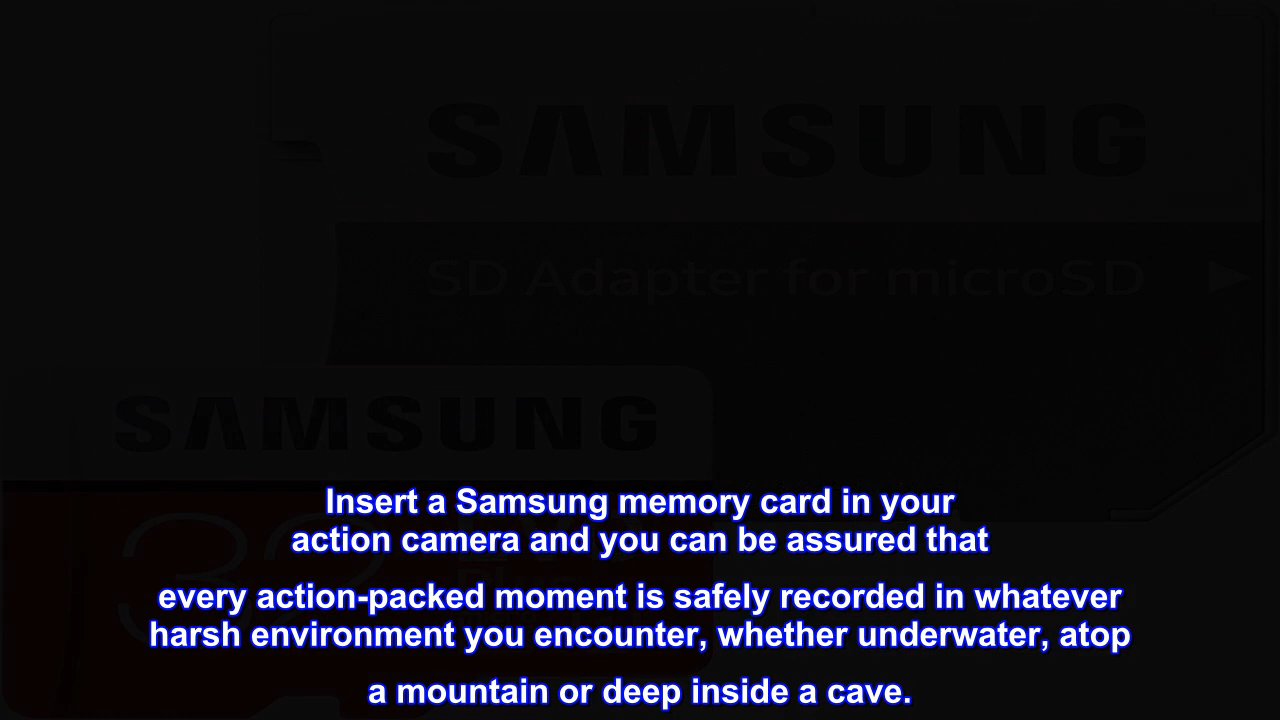 SAMSUNG
SD Adapter for microSD
SAMSUNG
32
Insert a Samsung memory card in your
action camera and you can be assured that
every action-packed moment is safely recorded in whatever
harsh environment you encounter, whether underwater, atop
a mountain or deep inside a cave.